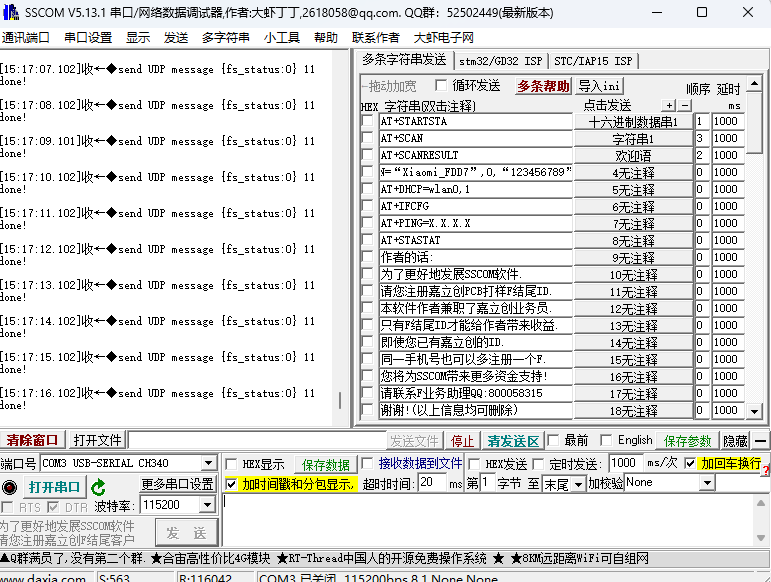 SSCOM V5.13.1 串口/网络数据调试器,作者:大虾丁丁,2618058@qq.com. QQ群: 52502449(最新版本)
通讯端口 串口设置 显示 发送 多字符串 小工具 帮助 联系作者 大虾电子网
[15:17:07.102]收←◆send UDP message {fs_status:0} 11
done!
[15:17:08.102]收←◆send UDP message {fs_status:0} 11
done!
[15:17:09.101]收←◆send UDP message {fs_status:0} 11
done!
[15:17:10.102]收←◆send UDP message {fs_status:0} 11
done!
[15:17:11.102]收←◆send UDP message {fs_status:0} 11
done!
[15:17:12.102]收←◆send UDP message {fs_status:0} 11
done!
[15:17:13.102]收←◆send UDP message {fs_status:0} 11
done!
[15:17:14.102]收←◆send UDP message {fs_status:0} 11
done!
[15:17:15.102]收←◆send UDP message {fs_status:0} 11
done!
[15:17:16.102]收←◆send UDP message {fs_status:0} 11
done!
多条字符串发送 stm32/GD32 ISP STC/IAP15 ISP
拖动加宽 循环发送 多条帮助 导入ini 顺序 延时
HEX 字符串(双击注释) 点击发送 + − ms
AT+STARTSTA 十六进制数据串1 1 1000
AT+SCAN 字符串1 3 1000
AT+SCANRESULT 欢迎语 2 1000
N=“Xiaomi_FDD7”,0,“123456789” 4无注释 0 1000
AT+DHCP=wlan0,1 5无注释 0 1000
AT+IFCFG 6无注释 0 1000
AT+PING=X.X.X.X 7无注释 0 1000
AT+STASTAT 8无注释 0 1000
作者的话: 9无注释 0 1000
为了更好地发展SSCOM软件. 10无注释 0 1000
请您注册嘉立创PCB打样F结尾ID. 11无注释 0 1000
本软件作者兼职了嘉立创业务员. 12无注释 0 1000
只有F结尾ID才能给作者带来收益. 13无注释 0 1000
即使您已有嘉立创的ID. 14无注释 0 1000
同一手机号也可以多注册一个F. 15无注释 0 1000
您将为SSCOM带来更多资金支持! 16无注释 0 1000
请联系F业务助理QQ:800058315 17无注释 0 1000
谢谢!(以上信息均可删除) 18无注释 0 1000
清除窗口 打开文件 发送文件 停止 清发送区 最前 English 保存参数 隐藏 −
端口号 COM3 USB-SERIAL CH340 HEX显示 保存数据 接收数据到文件 HEX发送 定时发送: 1000 ms/次 加回车换行
打开串口 更多串口设置 加时间戳和分包显示, 超时时间: 20 ms 第 1 字节 至 末尾 加校验 None ?
RTS DTR 波特率: 115200
为了更好地发展SSCOM软件
请您注册嘉立创F结尾客户
发 送
▲Q群满员了,没有第二个群. ★合宙高性价比4G模块 ★RT-Thread中国人的开源免费操作系统 ★ ★8KM远距离WiFi可自组网
www.daxia.com S:563 R:116042 COM3 已关闭 115200bps,8,1,None,None